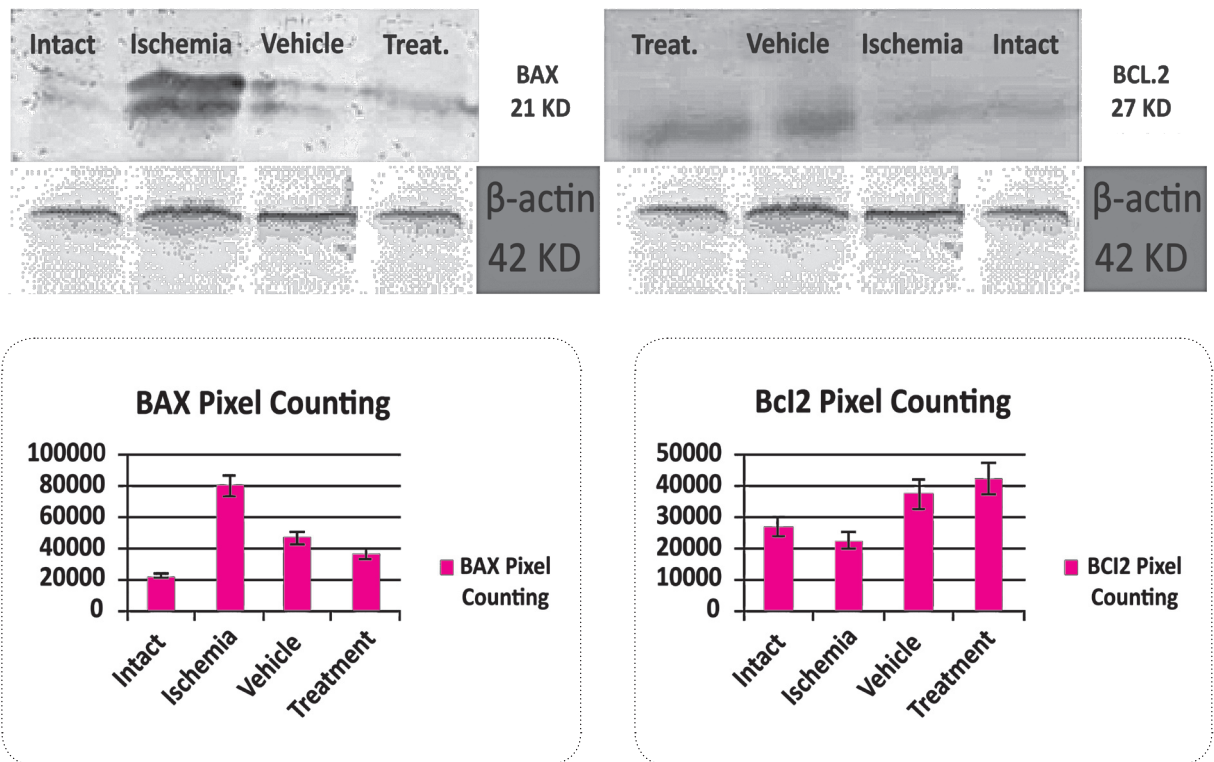 Intact Ischemia Vehicle Treat.
BAX
21 KD
Treat. Vehicle Ischemia Intact
BCL.2
27 KD
β-actin
42 KD
β-actin
42 KD
BAX Pixel Counting
100000
80000
60000
40000
20000
0
Intact
Ischemia
Vehicle
Treatment
BAX Pixel
Counting
Bcl2 Pixel Counting
50000
40000
30000
20000
10000
0
Intact
Ischemia
Vehicle
Treatment
BCl2 Pixel
Counting